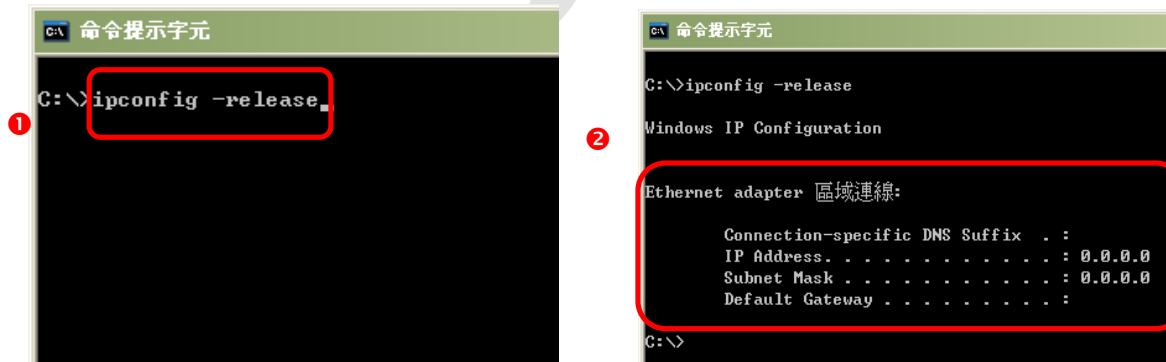 命令提示字元
C:\>ipconfig -release
❶
命令提示字元
C:\>ipconfig -release
Windows IP Configuration
❷
Ethernet adapter 區域連線:
Connection-specific DNS Suffix . :
IP Address. . . . . . . . . . . . : 0.0.0.0
Subnet Mask . . . . . . . . . . . : 0.0.0.0
Default Gateway . . . . . . . . . :
C:\>